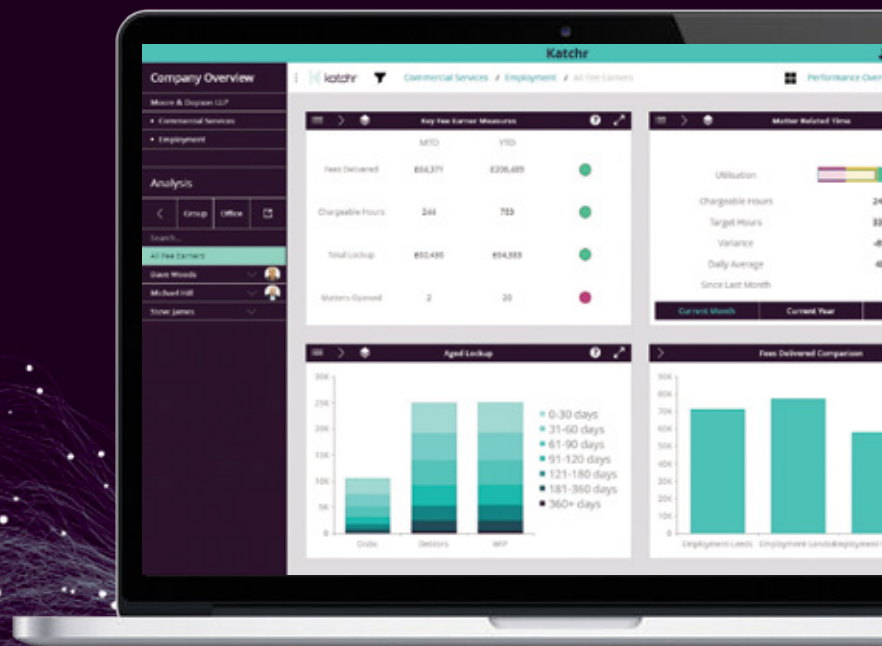 Katchr
Company Overview
Moore & Dopson LLP
• Commercial Services
• Employment
Analysis
Group Office
Search...
All Fee Earners
Dave Woods
Michael Hill
Steve James
katchr
Commercial Services / Employment / All Fee Earners
Performance Over
Key Fee Earner Measures
MTD YTD
Fees Delivered
Chargeable Hours 244
Total Lockup
Matters Opened 2 20
Matter Related Time
Utilisation
Chargeable Hours 24
Target Hours
Variance
Daily Average
Since Last Month
Current Month Current Year
Aged Lockup
30K
25K
20K
15K
10K
5K
0
Disbs Debtors WIP
0-30 days
31-60 days
61-90 days
91-120 days
121-180 days
181-360 days
360+ days
Fees Delivered Comparison
90K
80K
70K
60K
50K
40K
30K
20K
10K
0
Employment Leeds Employment London